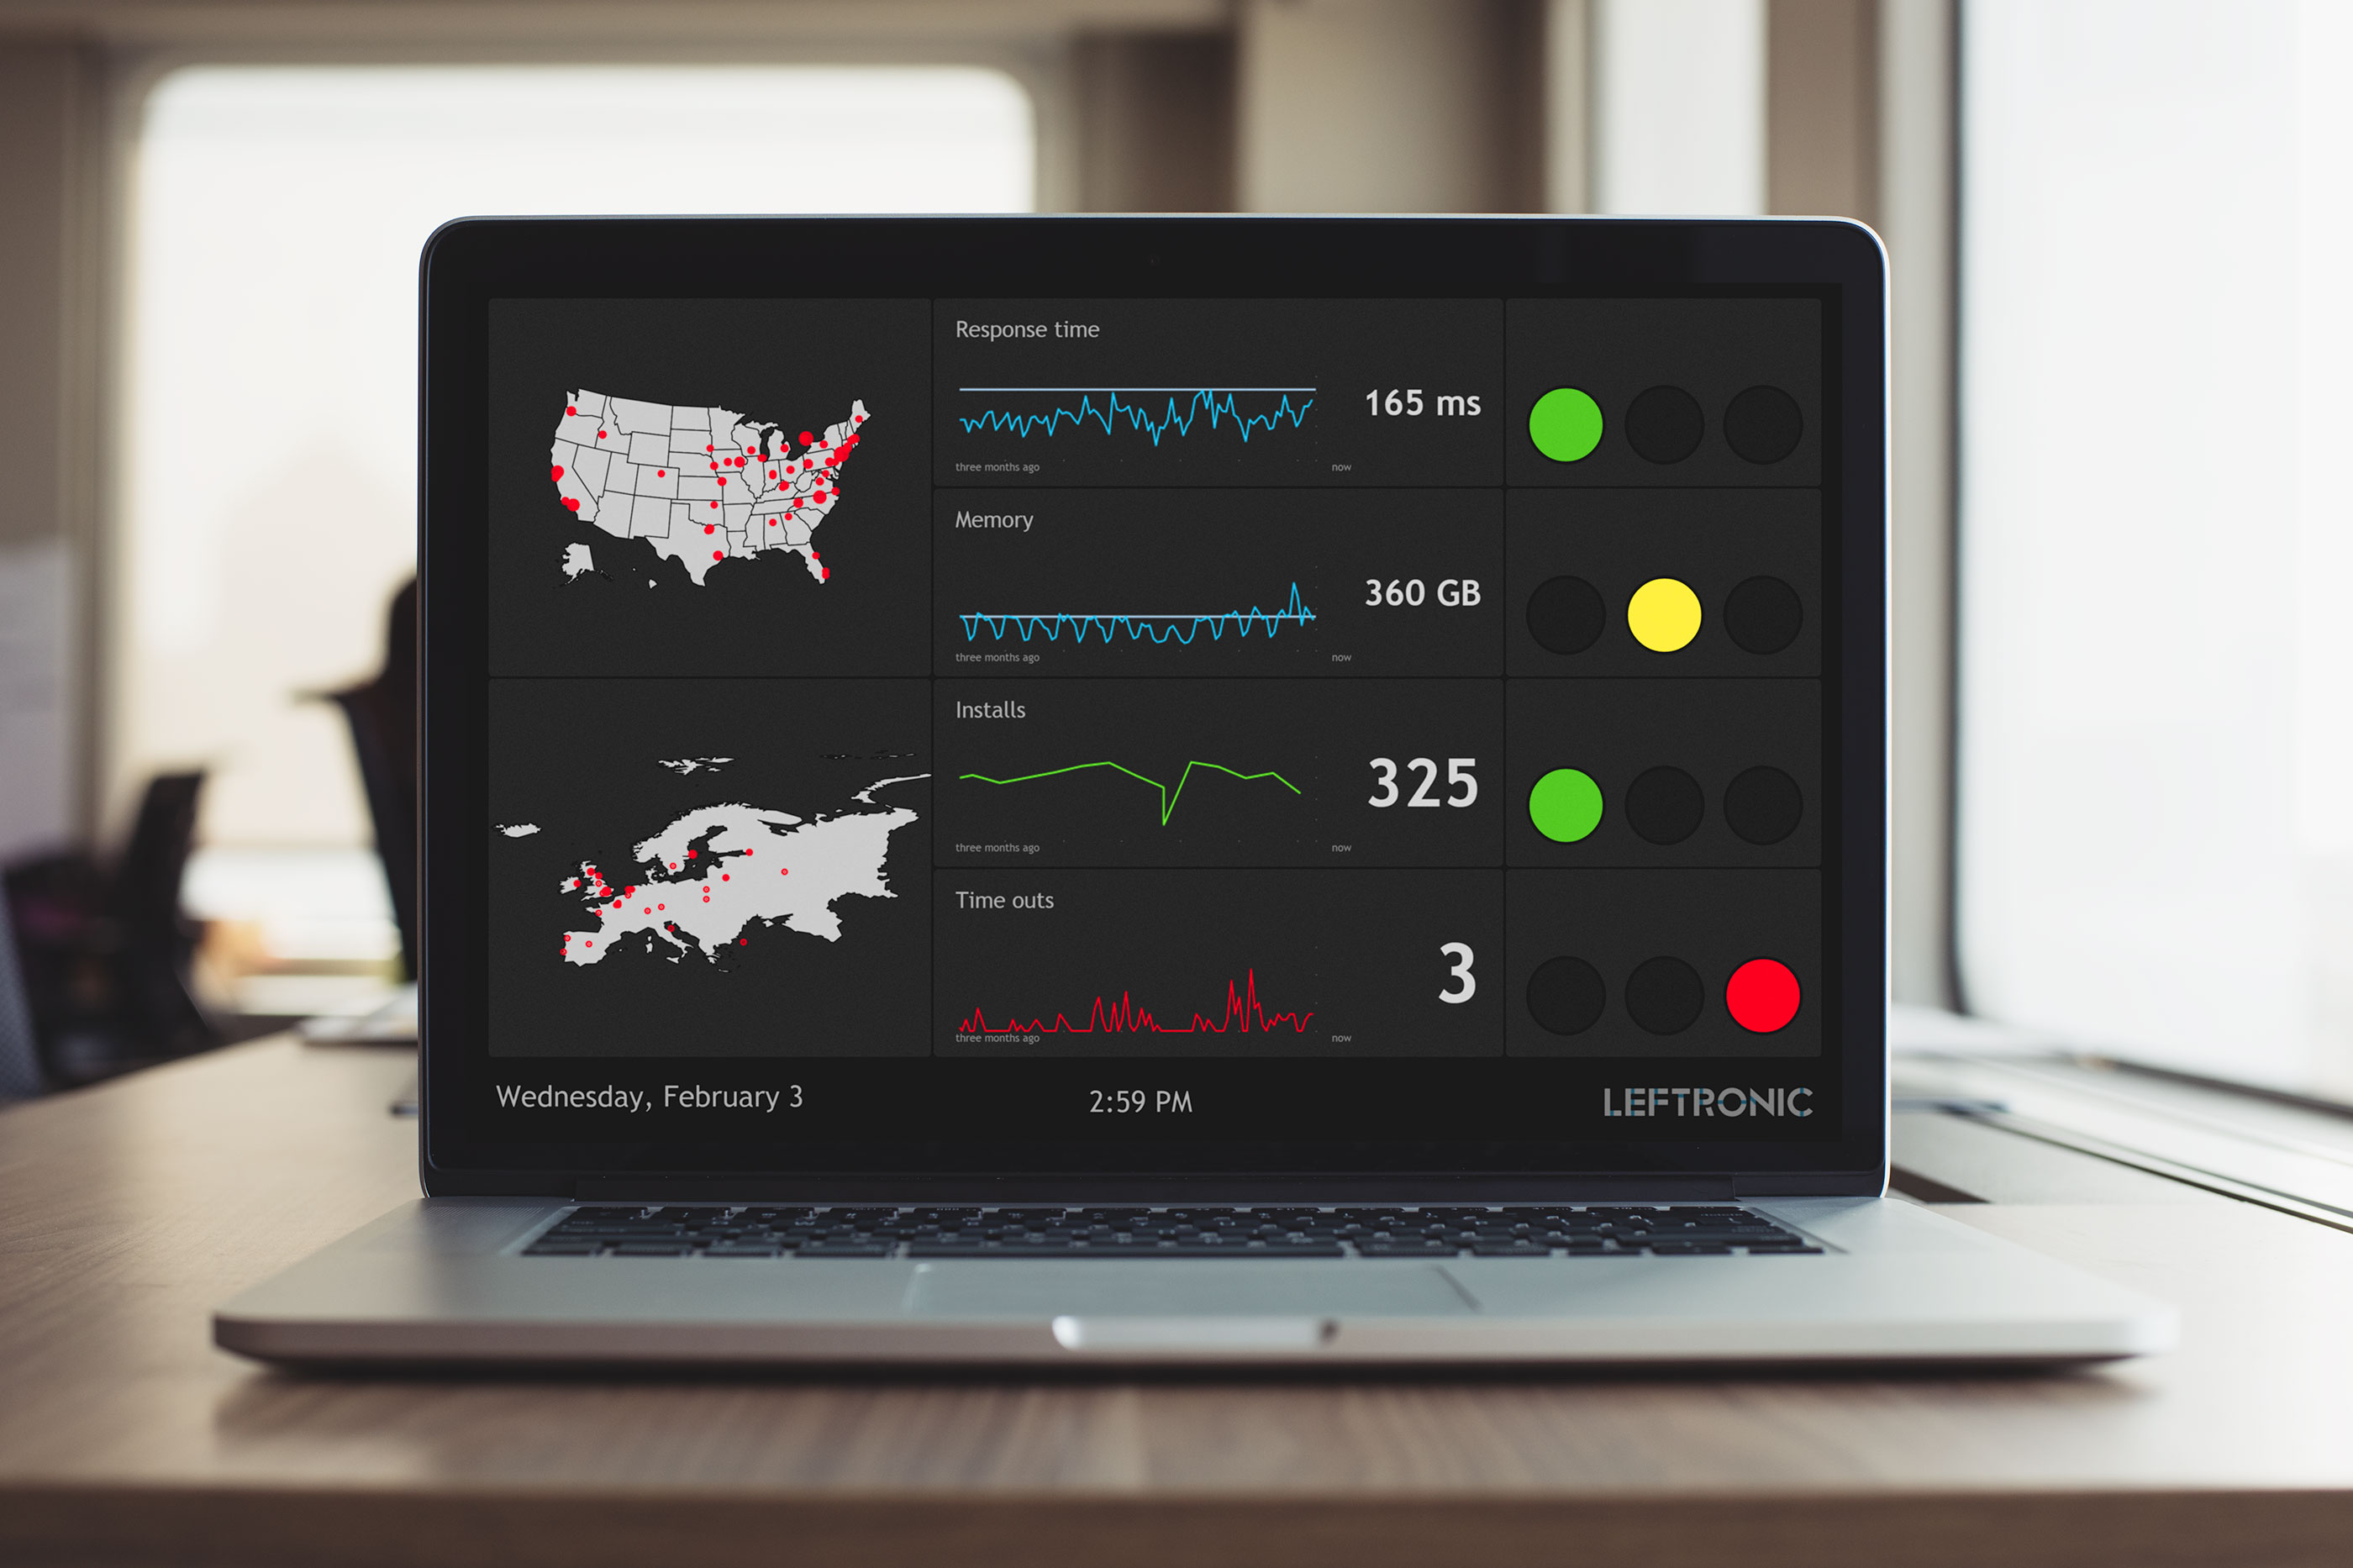 Response time
165 ms
three months ago
now
Memory
360 GB
three months ago
now
Installs
325
three months ago
now
Time outs
3
three months ago
now
Wednesday, February 3
2:59 PM
LEFTRONIC